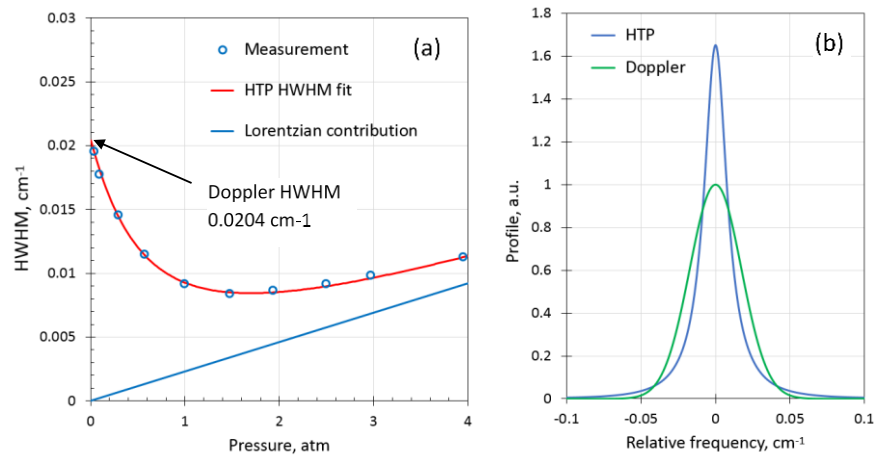 (a)
Measurement
HTP HWHM fit
Lorentzian contribution
Doppler HWHM
0.0204 cm-1
HWHM, cm-1
0.03
0.025
0.02
0.015
0.01
0.005
0
0
1
2
3
4
Pressure, atm
(b)
HTP
Doppler
Profile, a.u.
1.8
1.6
1.4
1.2
1
0.8
0.6
0.4
0.2
0
-0.1
-0.05
0
0.05
0.1
Relative frequency, cm-1